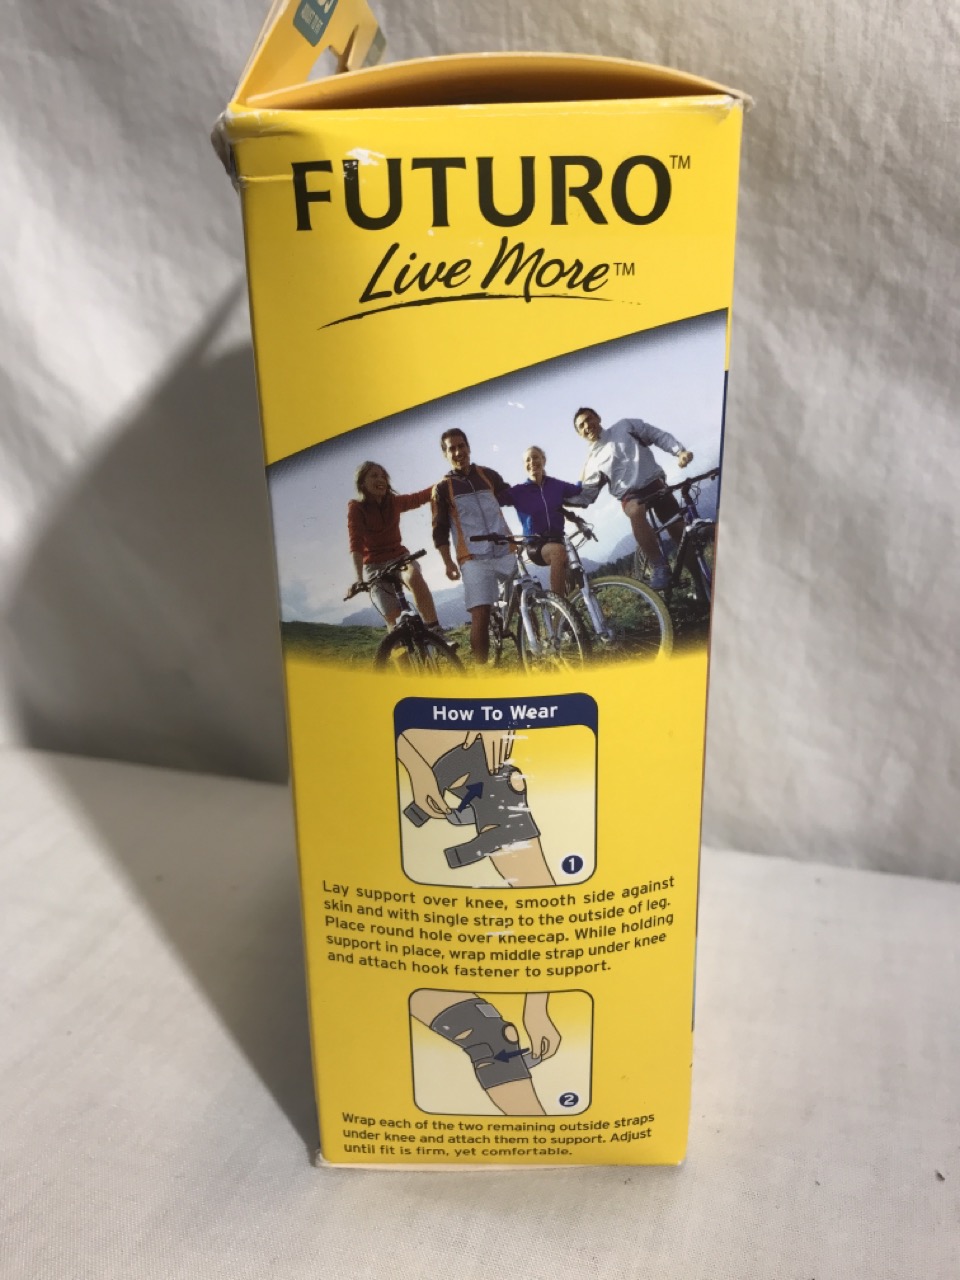 FUTURO™
Live More™
How To Wear
1
Lay support over knee, smooth side against
skin and with single strap to the outside of leg.
Place round hole over kneecap. While holding
support in place, wrap middle strap under knee
and attach hook fastener to support.
2
Wrap each of the two remaining outside straps
under knee and attach them to support. Adjust
until fit is firm, yet comfortable.